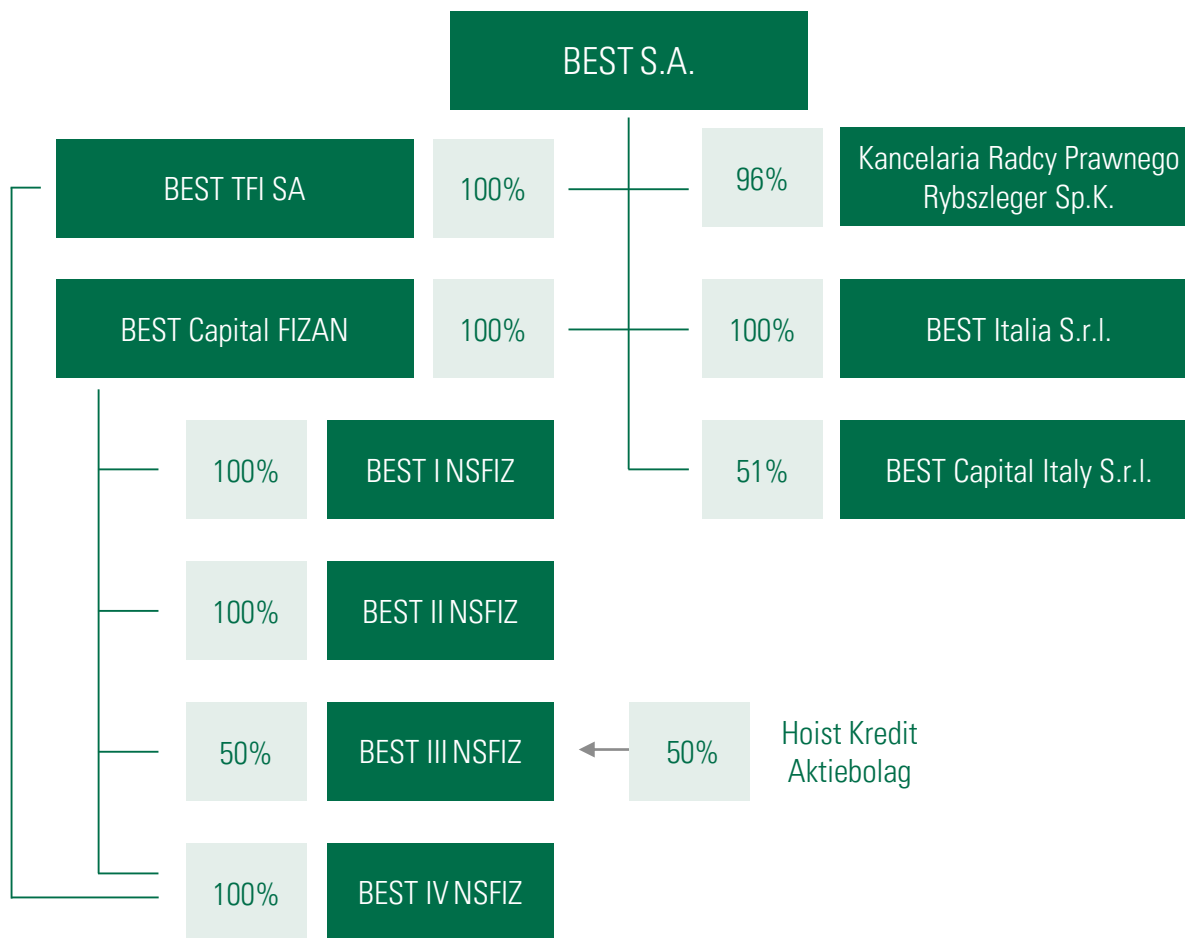 BEST S.A.
BEST TFI SA
100%
96%
Kancelaria Radcy Prawnego
Rybszleger Sp.K.
BEST Capital FIZAN
100%
100%
BEST Italia S.r.l.
100%
BEST I NSFIZ
51%
BEST Capital Italy S.r.l.
100%
BEST II NSFIZ
50%
BEST III NSFIZ
50%
Hoist Kredit
Aktiebolag
100%
BEST IV NSFIZ